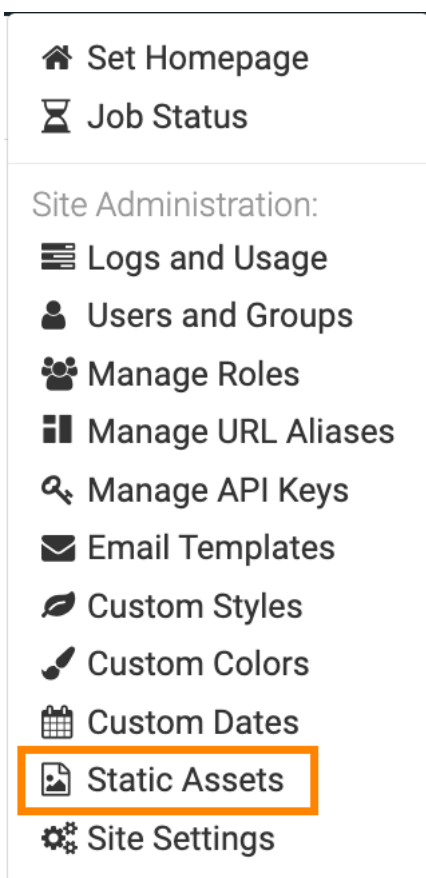 Set Homepage
Job Status
Site Administration:
Logs and Usage
Users and Groups
Manage Roles
Manage URL Aliases
Manage API Keys
Email Templates
Custom Styles
Custom Colors
Custom Dates
Static Assets
Site Settings